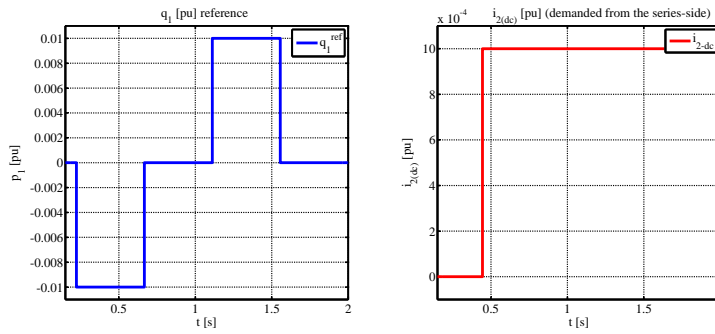 q1 [pu] reference
q1^ref
0.01
0.008
0.006
0.004
0.002
0
-0.002
-0.004
-0.006
-0.008
-0.01
p1 [pu]
0.5 1 1.5 2
t [s]
i2(dc) [pu] (demanded from the series-side)
i2-dc
10 x 10^-4
8
6
4
2
0
i2(dc) [pu]
0.5 1 1.5
t [s]